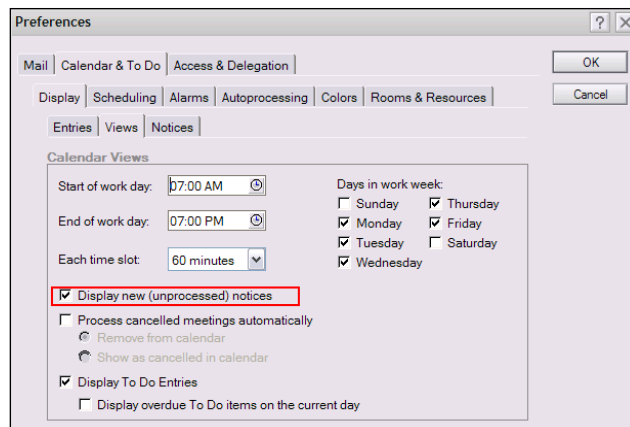 Preferences
Mail Calendar & To Do Access & Delegation OK
Display Scheduling Alarms Autoprocessing Colors Rooms & Resources Cancel
Entries Views Notices
Calendar Views
Start of work day: 07:00 AM Days in work week:
Sunday Thursday
End of work day: 07:00 PM Monday Friday
Tuesday Saturday
Each time slot: 60 minutes Wednesday
Display new (unprocessed) notices
Process cancelled meetings automatically
Remove from calendar
Show as cancelled in calendar
Display To Do Entries
Display overdue To Do items on the current day